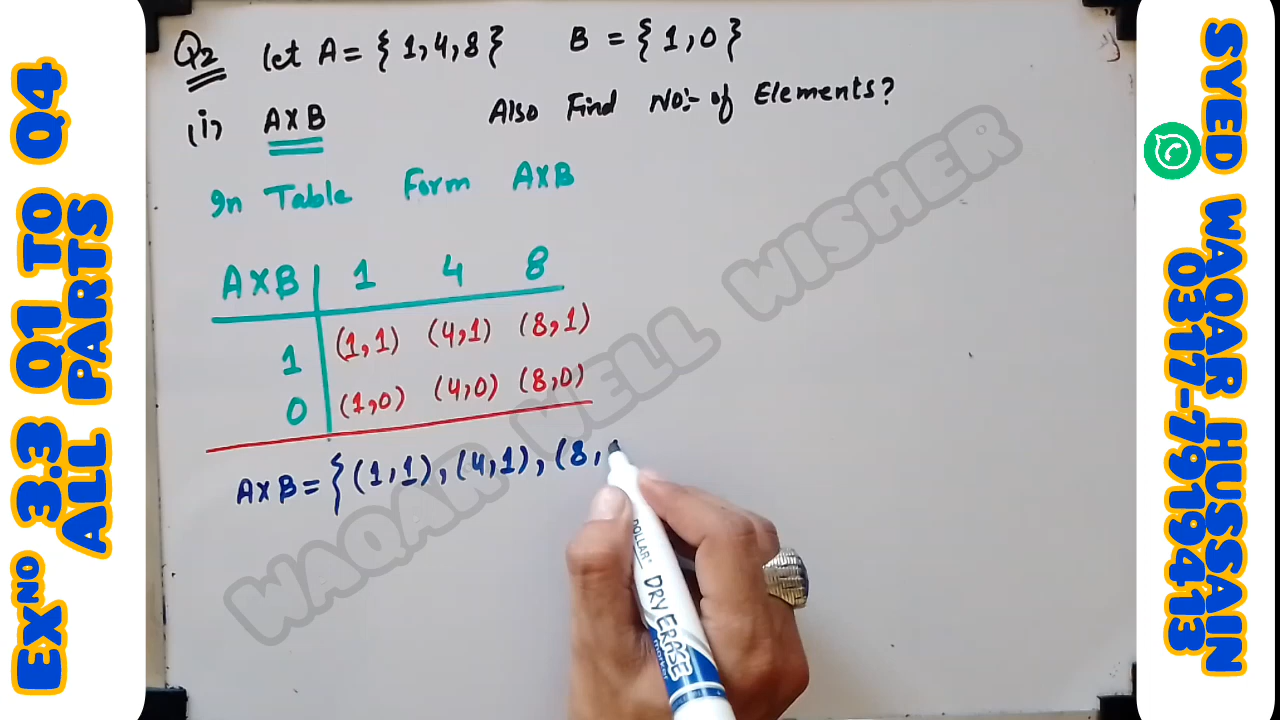 Q2 let A = { 1, 4, 8 } B = { 1, 0 }
(i) A×B Also Find No:- of Elements?
In Table Form A×B
A×B 1 4 8
1 (1,1) (4,1) (8,1)
0 (1,0) (4,0) (8,0)
A×B = { (1,1), (4,1), (8,
EXNO 3.3 Q1 TO Q4
ALL PARTS
SYED WAQAR HUSSAIN
0317-7919413
WAQAR WELL WISHER
DOLLAR DRY ERASE
marker